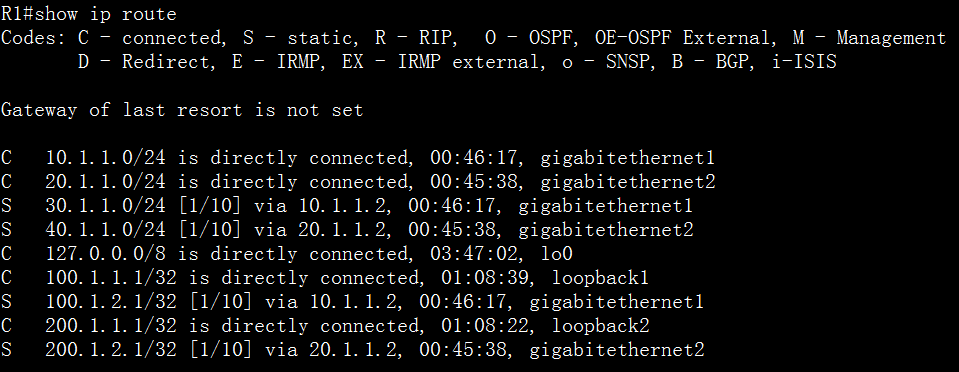 R1#show ip route
Codes: C - connected, S - static, R - RIP,  O - OSPF, OE-OSPF External, M - Management
       D - Redirect, E - IRMP, EX - IRMP external, o - SNSP, B - BGP, i-ISIS
Gateway of last resort is not set
C   10.1.1.0/24 is directly connected, 00:46:17, gigabitethernet1
C   20.1.1.0/24 is directly connected, 00:45:38, gigabitethernet2
S   30.1.1.0/24 [1/10] via 10.1.1.2, 00:46:17, gigabitethernet1
S   40.1.1.0/24 [1/10] via 20.1.1.2, 00:45:38, gigabitethernet2
C   127.0.0.0/8 is directly connected, 03:47:02, lo0
C   100.1.1.1/32 is directly connected, 01:08:39, loopback1
S   100.1.2.1/32 [1/10] via 10.1.1.2, 00:46:17, gigabitethernet1
C   200.1.1.1/32 is directly connected, 01:08:22, loopback2
S   200.1.2.1/32 [1/10] via 20.1.1.2, 00:45:38, gigabitethernet2